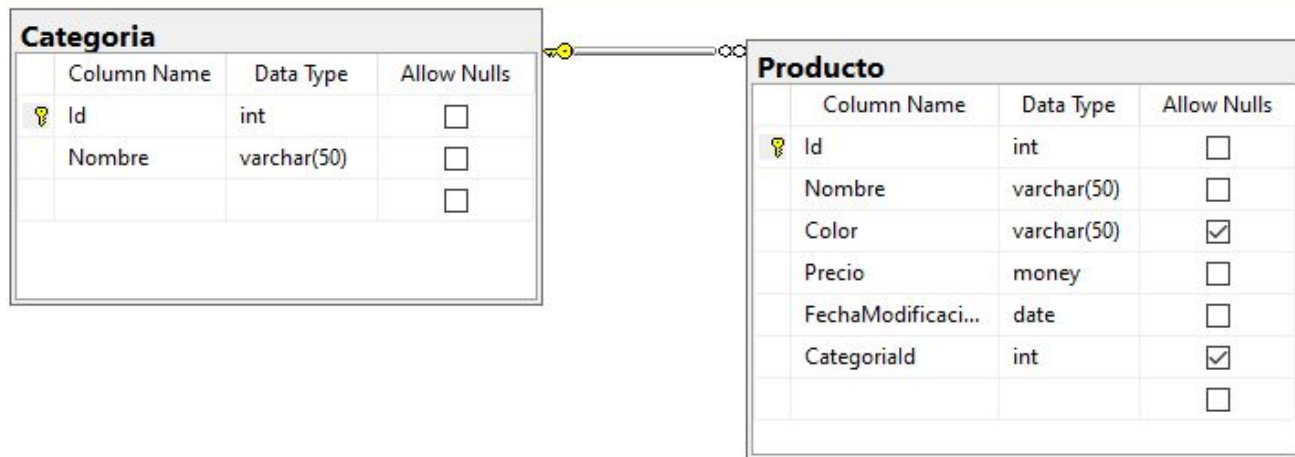 Categoria
Column Name Data Type Allow Nulls
Id int
Nombre varchar(50)
Producto
Column Name Data Type Allow Nulls
Id int
Nombre varchar(50)
Color varchar(50)
Precio money
FechaModificaci... date
CategoriaId int